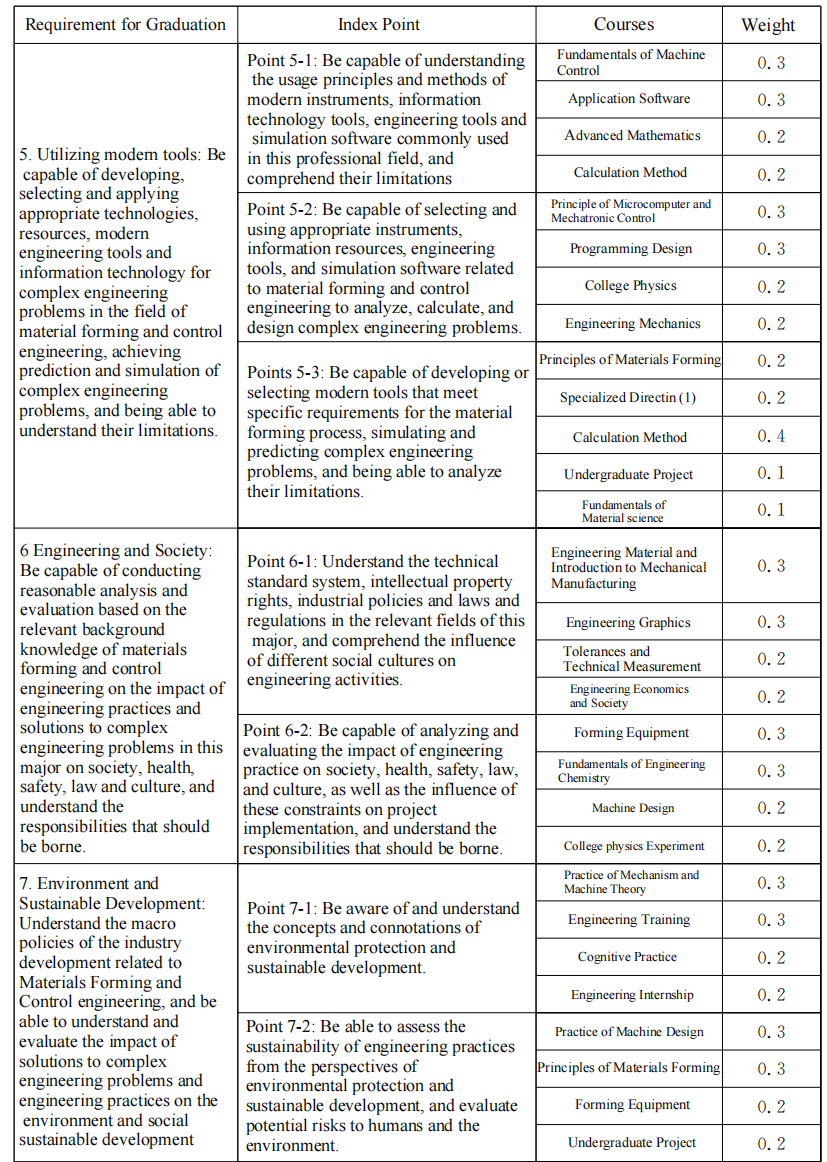 Requirement for Graduation
Index Point
Courses
Weight
5. Utilizing modern tools: Be
capable of developing,
selecting and applying
appropriate technologies,
resources, modern
engineering tools and
information technology for
complex engineering
problems in the field of
material forming and control
engineering, achieving
prediction and simulation of
complex engineering
problems, and being able to
understand their limitations.
Point 5-1: Be capable of understanding
the usage principles and methods of
modern instruments, information
technology tools, engineering tools and
simulation software commonly used
in this professional field, and
comprehend their limitations
Fundamentals of Machine
Control
0. 3
Application Software
0. 3
Advanced Mathematics
0. 2
Calculation Method
0. 2
Point 5-2: Be capable of selecting and
using appropriate instruments,
information resources, engineering
tools, and simulation software related
to material forming and control
engineering to analyze, calculate, and
design complex engineering problems.
Principle of Microcomputer and
Mechatronic Control
0. 3
Programming Design
0. 3
College Physics
0. 2
Engineering Mechanics
0. 2
Points 5-3: Be capable of developing or
selecting modern tools that meet
specific requirements for the material
forming process, simulating and
predicting complex engineering
problems, and being able to analyze
their limitations.
Principles of Materials Forming
0. 2
Specialized Directin (1)
0. 2
Calculation Method
0. 4
Undergraduate Project
0. 1
Fundamentals of
Material science
0. 1
6 Engineering and Society:
Be capable of conducting
reasonable analysis and
evaluation based on the
relevant background
knowledge of materials
forming and control
engineering on the impact of
engineering practices and
solutions to complex
engineering problems in this
major on society, health,
safety, law and culture, and
understand the
responsibilities that should
be borne.
Point 6-1: Understand the technical
standard system, intellectual property
rights, industrial policies and laws and
regulations in the relevant fields of this
major, and comprehend the influence
of different social cultures on
engineering activities.
Engineering Material and
Introduction to Mechanical
Manufacturing
0. 3
Engineering Graphics
0. 3
Tolerances and
Technical Measurement
0. 2
Engineering Economics
and Society
0. 2
Point 6-2: Be capable of analyzing and
evaluating the impact of engineering
practice on society, health, safety, law,
and culture, as well as the influence of
these constraints on project
implementation, and understand the
responsibilities that should be borne.
Forming Equipment
0. 3
Fundamentals of Engineering
Chemistry
0. 3
Machine Design
0. 2
College physics Experiment
0. 2
7. Environment and
Sustainable Development:
Understand the macro
policies of the industry
development related to
Materials Forming and
Control engineering, and be
able to understand and
evaluate the impact of
solutions to complex
engineering problems and
engineering practices on the
environment and social
sustainable development
Point 7-1: Be aware of and understand
the concepts and connotations of
environmental protection and
sustainable development.
Practice of Mechanism and
Machine Theory
0. 3
Engineering Training
0. 3
Cognitive Practice
0. 2
Engineering Internship
0. 2
Point 7-2: Be able to assess the
sustainability of engineering practices
from the perspectives of
environmental protection and
sustainable development, and evaluate
potential risks to humans and the
environment.
Practice of Machine Design
0. 3
Principles of Materials Forming
0. 3
Forming Equipment
0. 2
Undergraduate Project
0. 2